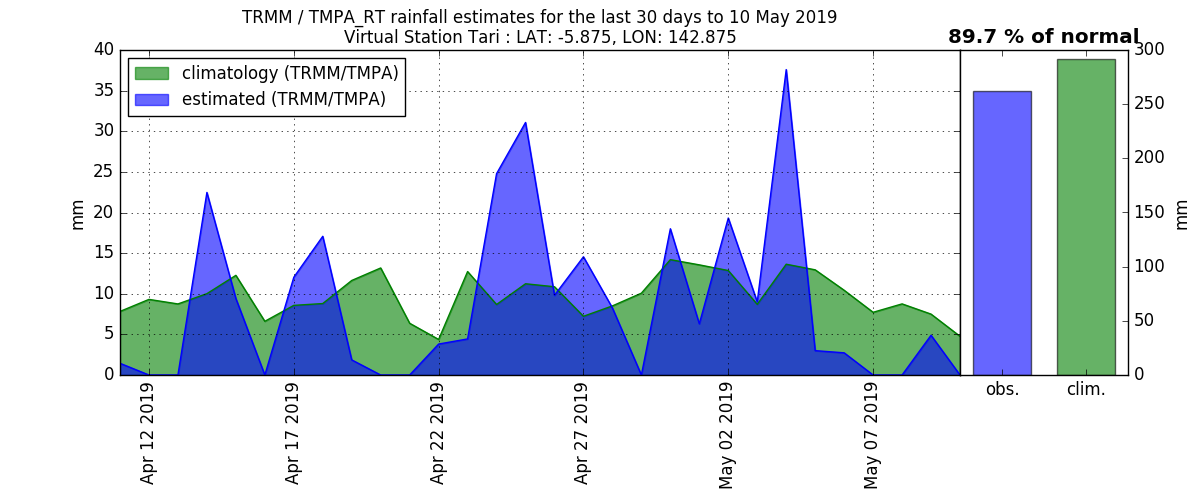 TRMM / TMPA_RT rainfall estimates for the last 30 days to 10 May 2019
Virtual Station Tari : LAT: -5.875, LON: 142.875
89.7 % of normal
climatology (TRMM/TMPA)
estimated (TRMM/TMPA)
mm
40
35
30
25
20
15
10
5
0
Apr 12 2019
Apr 17 2019
Apr 22 2019
Apr 27 2019
May 02 2019
May 07 2019
300
250
200
150
100
50
0
mm
obs.
clim.